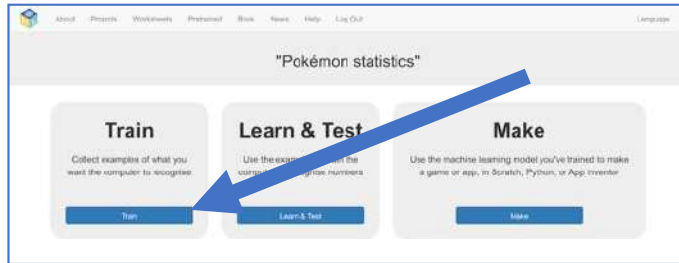 About Projects Worksheets Pretrained Book News Help Log Out Language
"Pokémon statistics"
Train
Collect examples of what you
want the computer to recognise
Train
Learn & Test
Use the the
numbers
Learn & Test
Make
Use the machine learning model you've trained to make
a game or app, in Scratch, Python, or App Inventor
Make